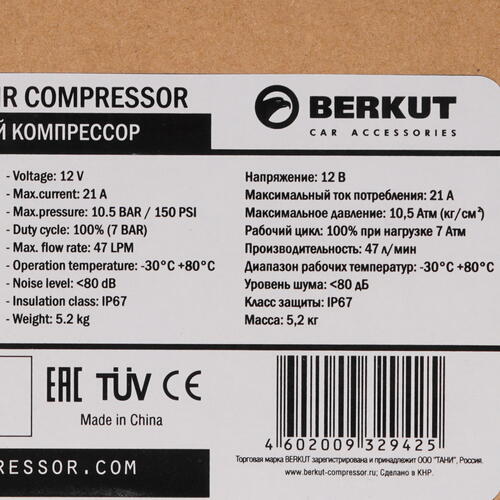 IR COMPRESSOR
BERKUT
CAR ACCESSORIES
Й КОМПРЕССОР
- Voltage: 12 V
- Max.current: 21 A
- Max.pressure: 10.5 BAR / 150 PSI
- Duty cycle: 100% (7 BAR)
- Max. flow rate: 47 LPM
- Operation temperature: -30°C +80°C
- Noise level: <80 dB
- Insulation class: IP67
- Weight: 5.2 kg
Напряжение: 12 В
Максимальный ток потребления: 21 А
Максимальное давление: 10,5 Атм (кг/см²)
Рабочий цикл: 100% при нагрузке 7 Атм
Производительность: 47 л/мин
Диапазон рабочих температур: -30°C +80°C
Уровень шума: <80 дБ
Класс защиты: IP67
Масса: 5,2 кг
EAC TÜV CE
Made in China
4 602009 329425
Торговая марка BERKUT зарегистрирована и принадлежит ООО "ТАНИ", Россия.
www.berkut-compressor.ru; Сделано в КНР.
PRESSOR.COM